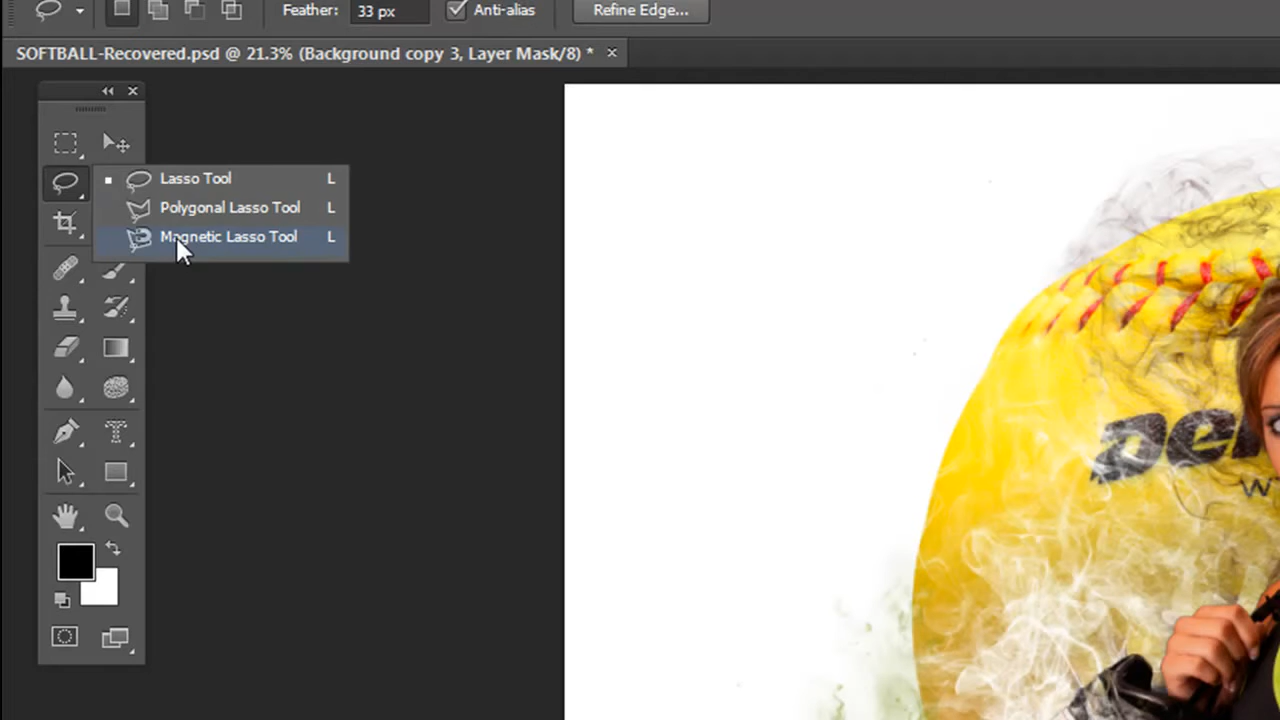 Feather: 33 px Anti-alias Refine Edge...
SOFTBALL-Recovered.psd @ 21.3% (Background copy 3, Layer Mask/8) * ×
Lasso Tool L
Polygonal Lasso Tool L
Magnetic Lasso Tool L